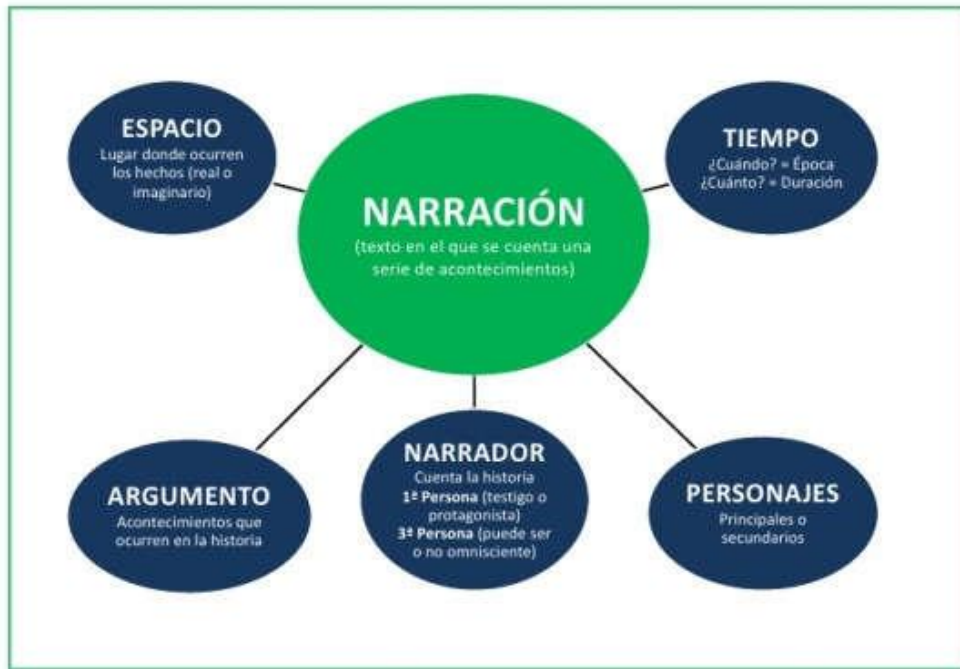 ESPACIO
Lugar donde ocurren
los hechos (real o
imaginario)
TIEMPO
¿Cuándo? = Época
¿Cuánto? = Duración
NARRACIÓN
(texto en el que se cuenta una
serie de acontecimientos)
ARGUMENTO
Acontecimientos que
ocurren en la historia
NARRADOR
Cuenta la historia
1ª Persona (testigo o
protagonista)
3ª Persona (puede ser
o no omnisciente)
PERSONAJES
Principales o
secundarios